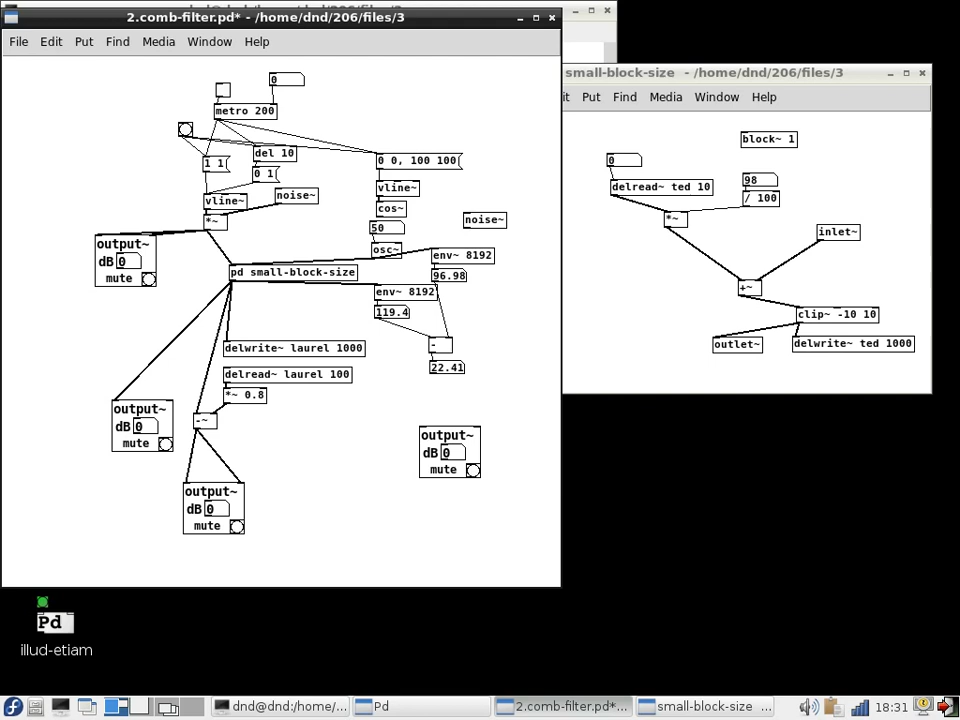 2.comb-filter.pd* - /home/dnd/206/files/3
File Edit Put Find Media Window Help
0
metro 200
del 10
1 1
0 1
0 0, 100 100
vline~
noise~
vline~
cos~
*~
50
noise~
output~
dB 0
mute
osc~
env~ 8192
pd small-block-size
96.98
env~ 8192
119.4
-
22.41
delwrite~ laurel 1000
delread~ laurel 100
*~ 0.8
output~
dB 0
mute
-~
output~
dB 0
mute
output~
dB 0
mute
small-block-size - /home/dnd/206/files/3
it Put Find Media Window Help
block~ 1
0
delread~ ted 10
98
/ 100
*~
inlet~
+~
clip~ -10 10
outlet~
delwrite~ ted 1000
Pd
illud-etiam
dnd@dnd:/home/...
Pd
2.comb-filter.pd*...
small-block-size ...
18:31